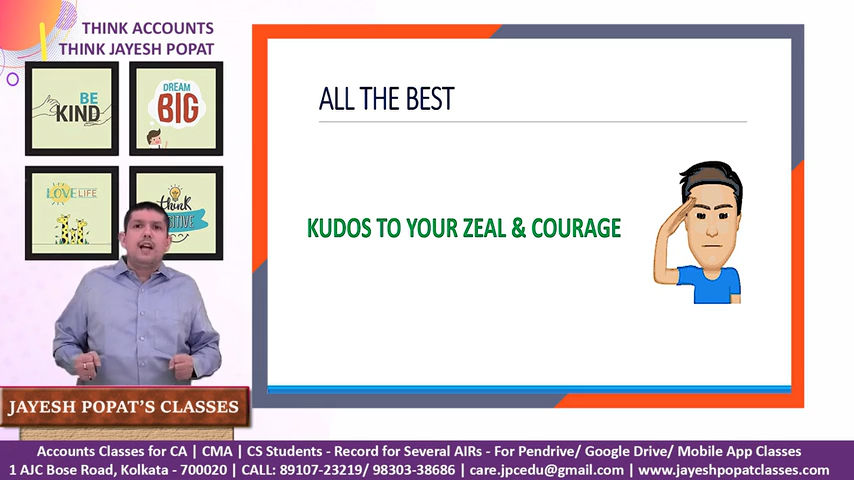 THINK ACCOUNTS
THINK JAYESH POPAT
BE
KIND
DREAM
BIG
LOVE LIFE
think
ALL THE BEST
KUDOS TO YOUR ZEAL & COURAGE
JAYESH POPAT'S CLASSES
Accounts Classes for CA | CMA | CS Students - Record for Several AIRs - For Pendrive/ Google Drive/ Mobile App Classes
1 AJC Bose Road, Kolkata - 700020 | CALL: 89107-23219/ 98303-38686 | care.jpcedu@gmail.com | www.jayeshpopatclasses.com